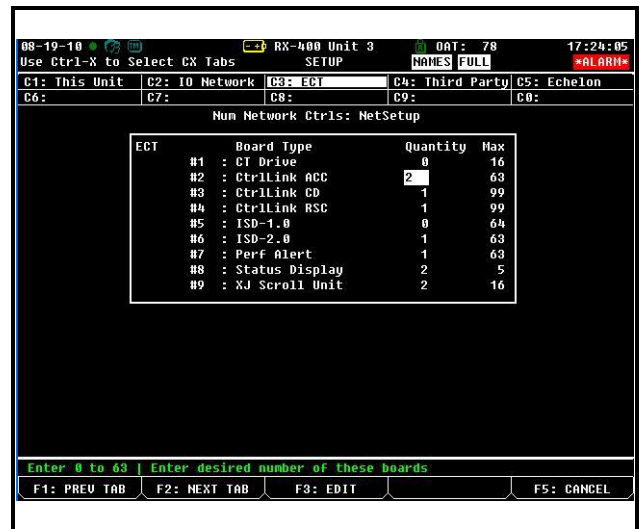 08-19-10 RX-400 Unit 3 OAT: 78 17:24:05
Use Ctrl-X to Select CX Tabs SETUP NAMES FULL *ALARM*
C1: This Unit C2: IO Network C3: ECT C4: Third Party C5: Echelon
C6: C7: C8: C9: C0:
Num Network Ctrls: NetSetup
ECT Board Type Quantity Max
#1 : CT Drive 0 16
#2 : CtrlLink ACC 2 63
#3 : CtrlLink CD 1 99
#4 : CtrlLink RSC 1 99
#5 : ISD-1.0 0 64
#6 : ISD-2.0 1 63
#7 : Perf Alert 1 63
#8 : Status Display 2 5
#9 : XJ Scroll Unit 2 16
Enter 0 to 63 | Enter desired number of these boards
F1: PREV TAB F2: NEXT TAB F3: EDIT F5: CANCEL